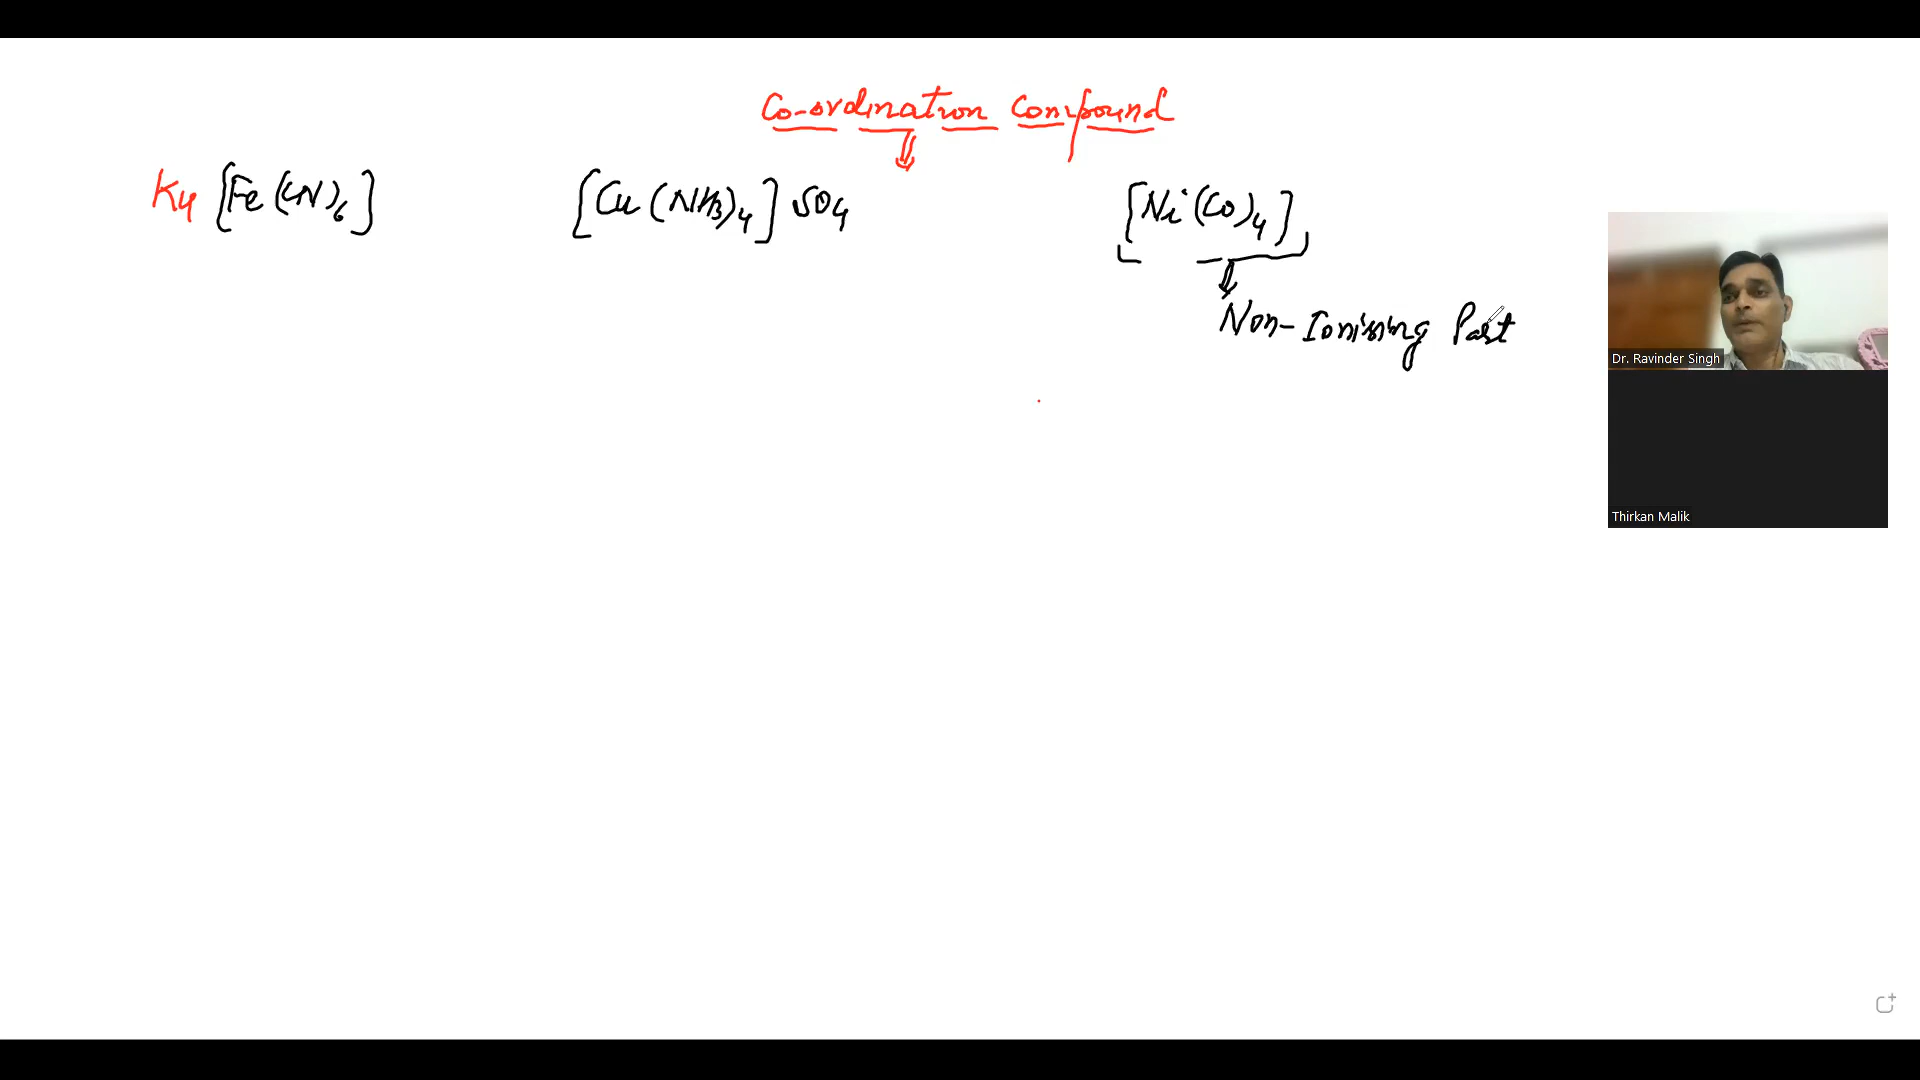 Co-ordination Compound
K4 [Fe(CN)6]
[Cu(NH3)4]SO4
[Ni(CO)4]
Non-Ionising Part
Dr. Ravinder Singh
Thirkan Malik